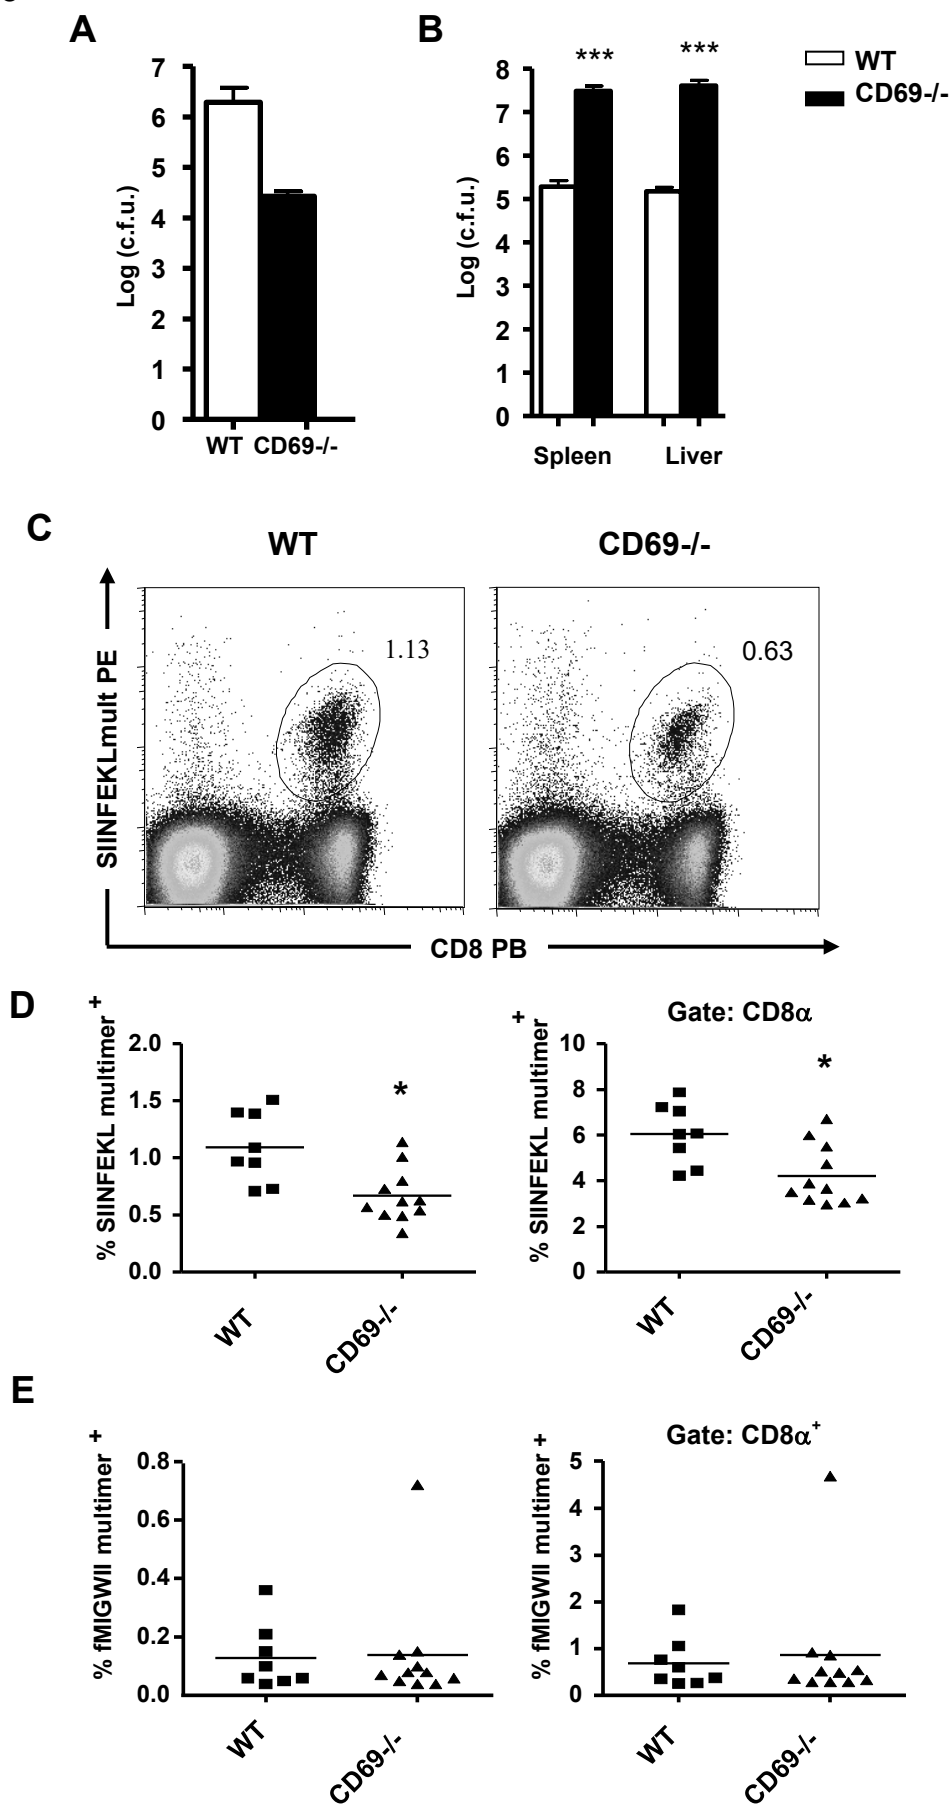 A
Log (c.f.u.)
7
6
5
4
3
2
1
0
WT CD69-/-
B
Log (c.f.u.)
8
7
6
5
4
3
2
1
0
*** ***
Spleen Liver
WT
CD69-/-
C
WT CD69-/-
SIINFEKLmult PE
1.13
0.63
CD8 PB
D
% SIINFEKL multimer+
2.0
1.5
1.0
0.5
0.0
*
WT CD69-/-
Gate: CD8α
% SIINFEKL multimer+
10
8
6
4
2
0
*
WT CD69-/-
E
% fMIGWII multimer +
0.8
0.6
0.4
0.2
0.0
WT CD69-/-
Gate: CD8α+
% fMIGWII multimer +
5
4
3
2
1
0
WT CD69-/-